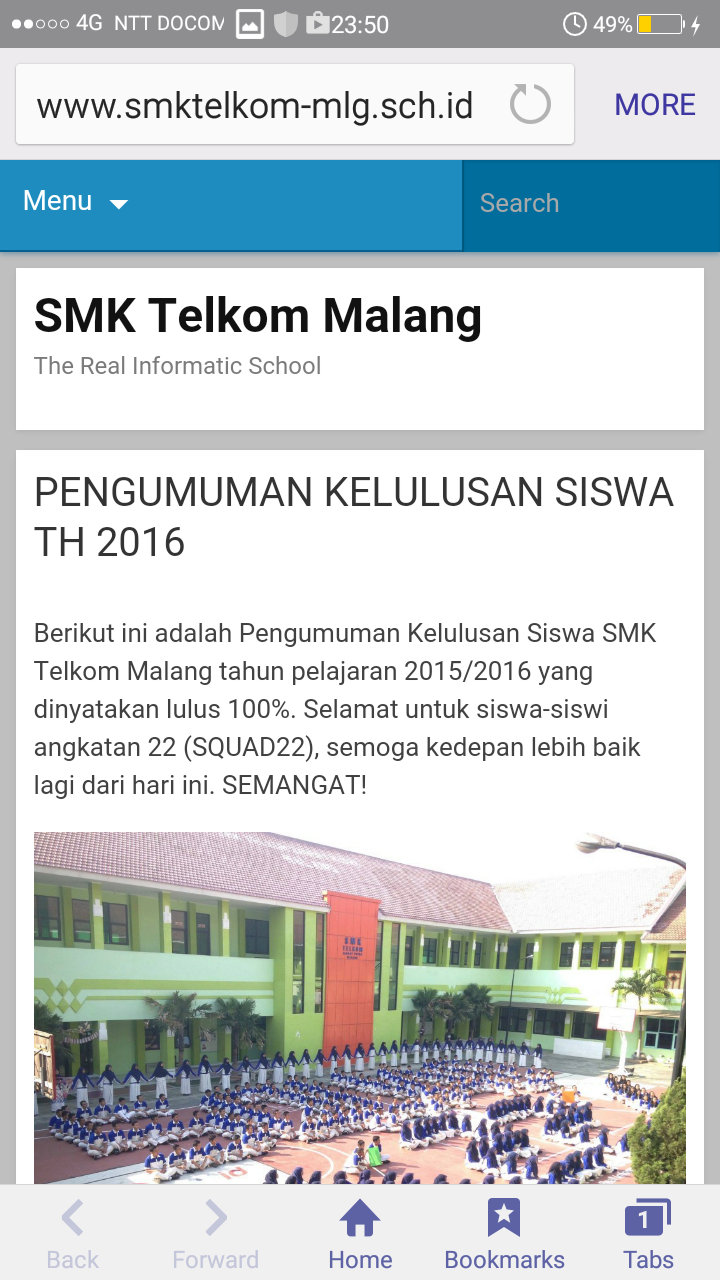 4G NTT DOCOM 23:50 49%
www.smktelkom-mlg.sch.id MORE
Menu Search
SMK Telkom Malang
The Real Informatic School
PENGUMUMAN KELULUSAN SISWA
TH 2016
Berikut ini adalah Pengumuman Kelulusan Siswa SMK
Telkom Malang tahun pelajaran 2015/2016 yang
dinyatakan lulus 100%. Selamat untuk siswa-siswi
angkatan 22 (SQUAD22), semoga kedepan lebih baik
lagi dari hari ini. SEMANGAT!
SMK
TELKOM
1
Back Forward Home Bookmarks Tabs